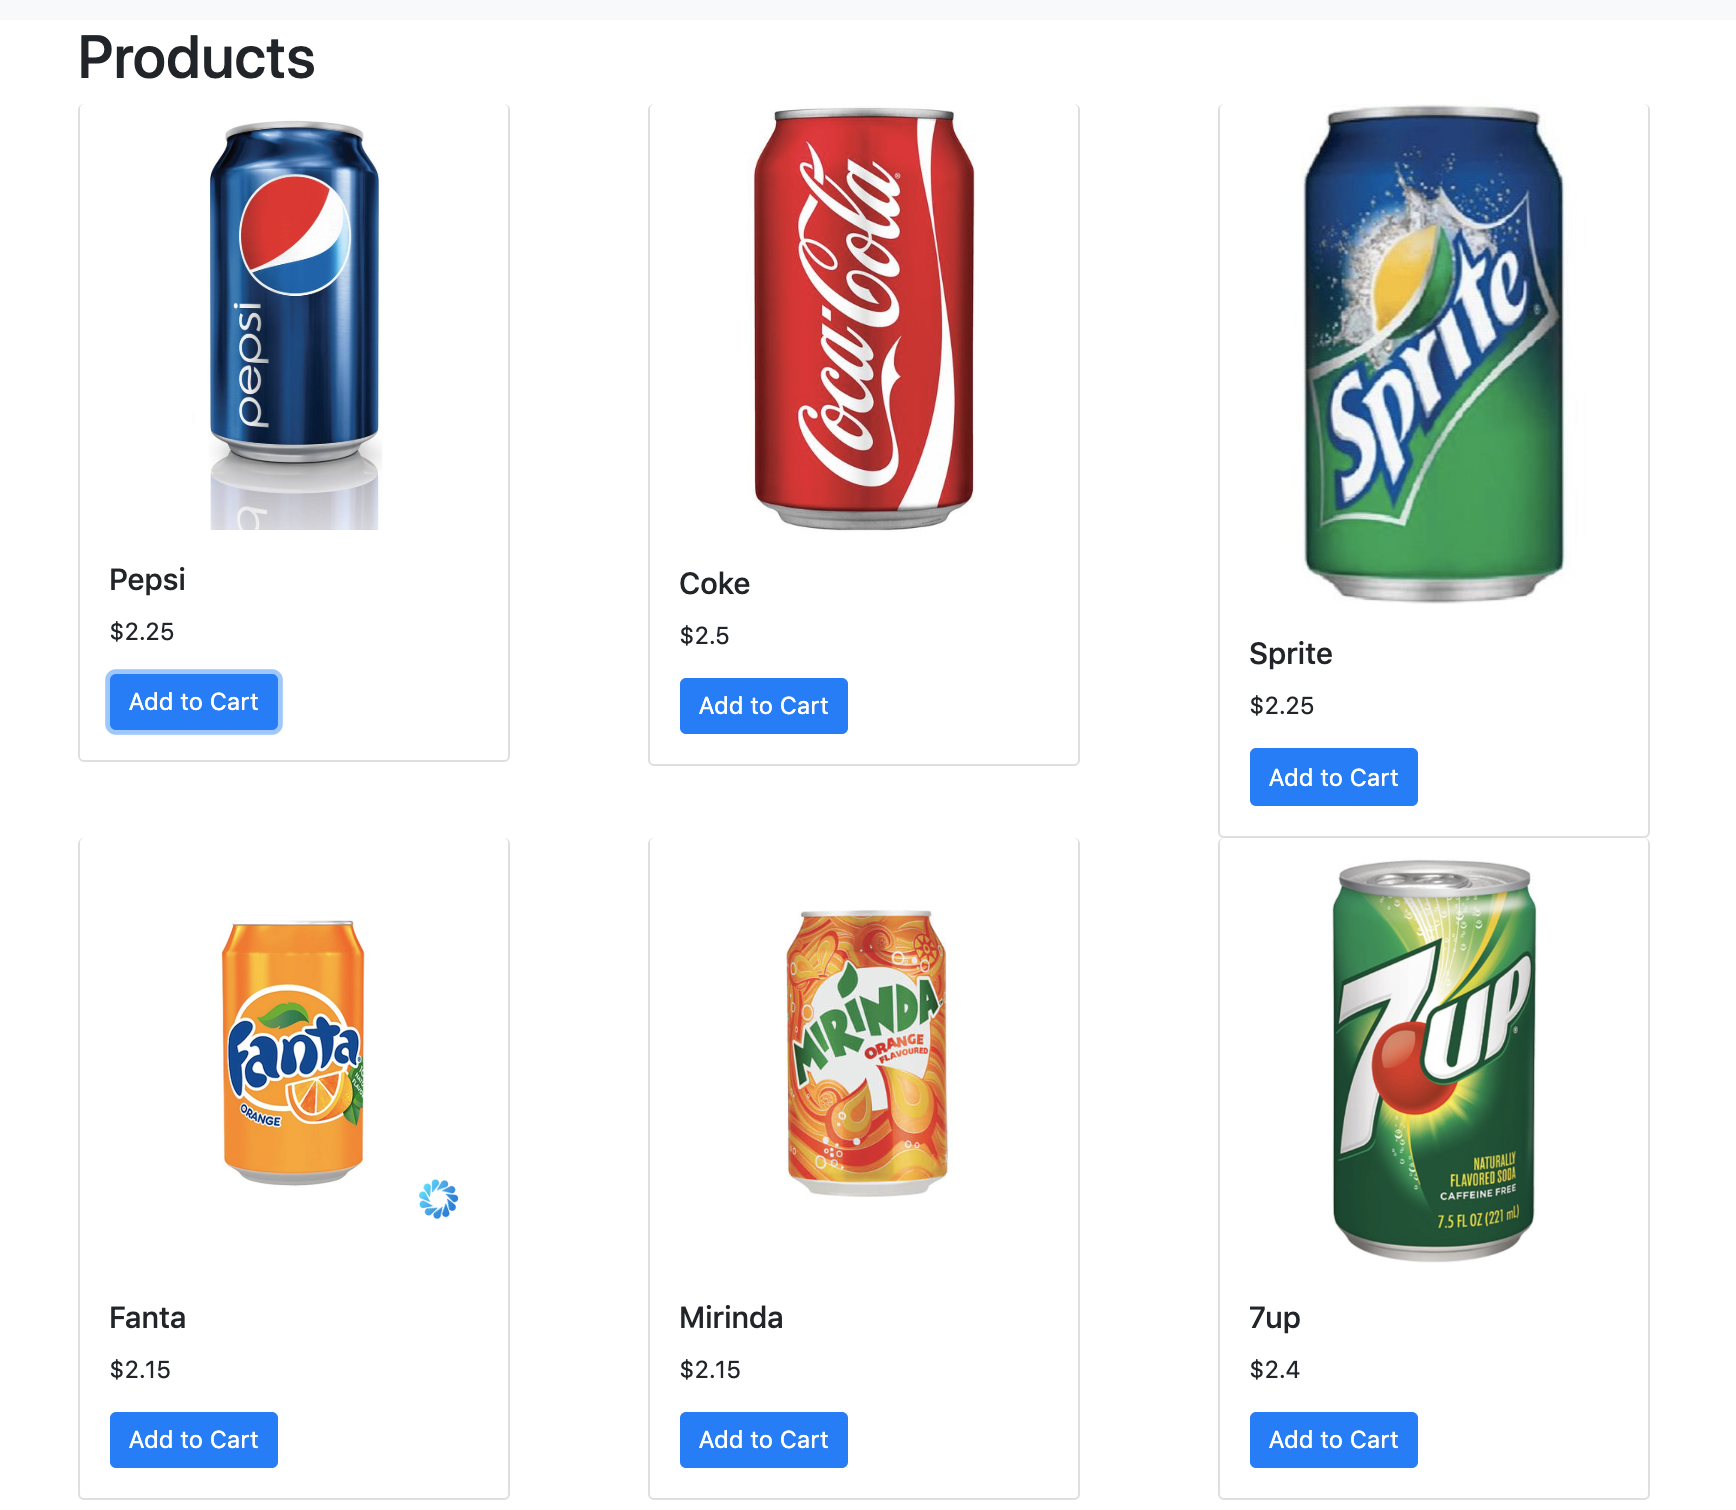 Products
pepsi
Coca-Cola
Sprite
Pepsi
$2.25
Add to Cart
Coke
$2.5
Add to Cart
Sprite
$2.25
Add to Cart
Fanta
ORANGE
MIRINDA
ORANGE
FLAVOURED
7UP
NATURALLY
FLAVORED SODA
CAFFEINE FREE
7.5 FL OZ (221 mL)
Fanta
$2.15
Add to Cart
Mirinda
$2.15
Add to Cart
7up
$2.4
Add to Cart